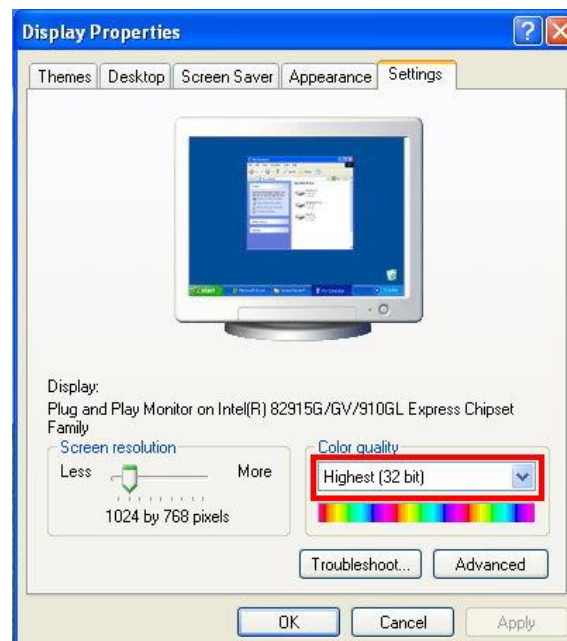 Display Properties
Themes Desktop Screen Saver Appearance Settings
Display:
Plug and Play Monitor on Intel(R) 82915G/GV/910GL Express Chipset
Family
Screen resolution
Less More
1024 by 768 pixels
Color quality
Highest (32 bit)
Troubleshoot... Advanced
OK Cancel Apply